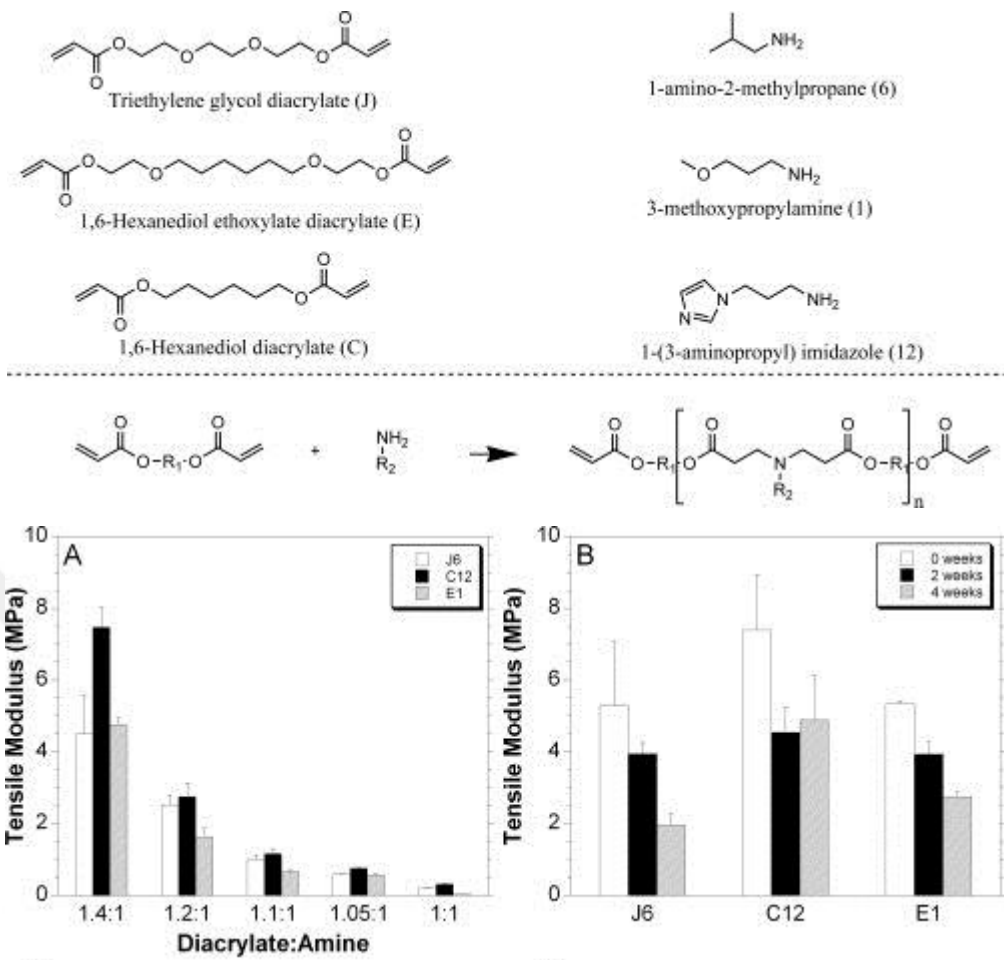 O
O
O
O
O
O
NH2
Triethylene glycol diacrylate (J)
1-amino-2-methylpropane (6)
O
O
O
O
O
O
O
NH2
1,6-Hexanediol ethoxylate diacrylate (E)
3-methoxypropylamine (1)
O
O
O
O
N
N
NH2
1,6-Hexanediol diacrylate (C)
1-(3-aminopropyl) imidazole (12)
O
O
O-R1-O
+
NH2
R2
O
O
O
O
O-R1
O
N
R2
O-R1
O
n
A
J6
C12
E1
Tensile Modulus (MPa)
10
8
6
4
2
0
1.4:1 1.2:1 1.1:1 1.05:1 1:1
Diacrylate:Amine
B
0 weeks
2 weeks
4 weeks
Tensile Modulus (MPa)
10
8
6
4
2
0
J6 C12 E1